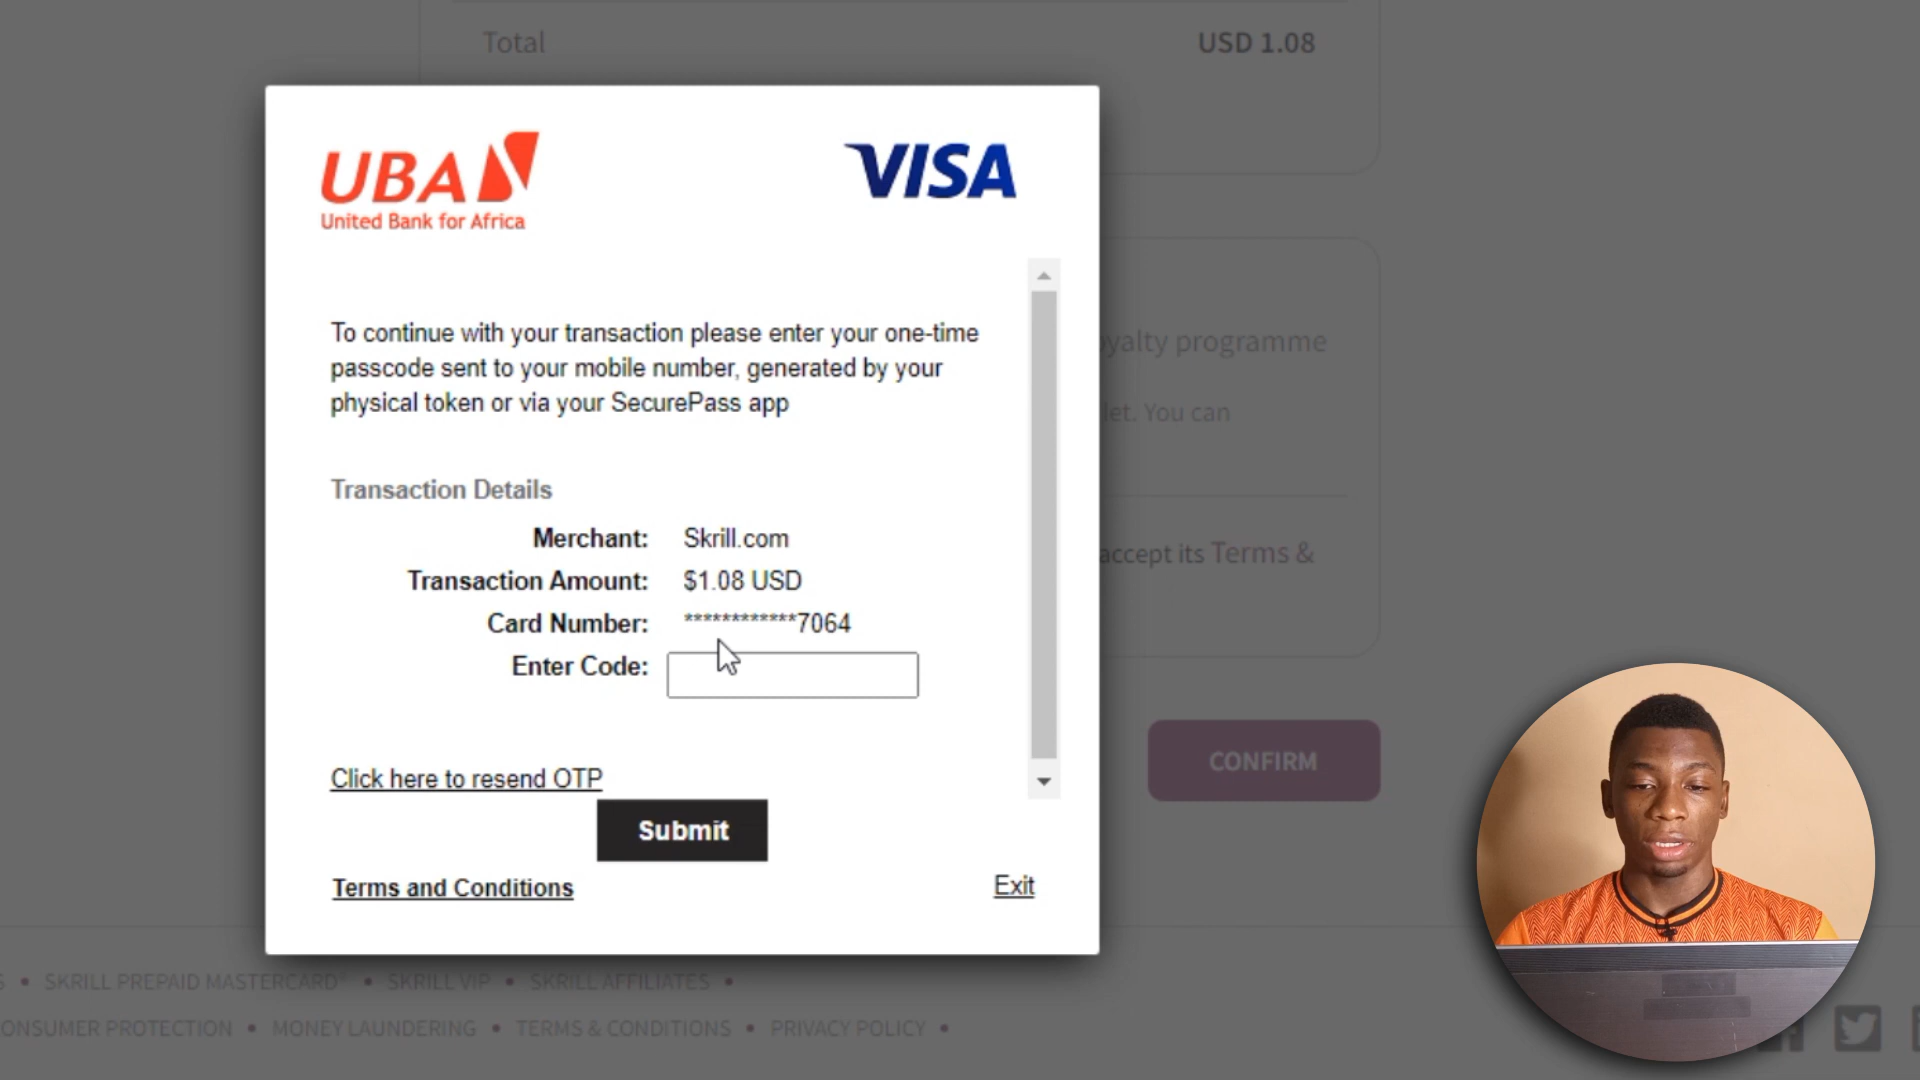 Total USD 1.08
UBA
United Bank for Africa
VISA
To continue with your transaction please enter your one-time
passcode sent to your mobile number, generated by your
physical token or via your SecurePass app
Transaction Details
Merchant: Skrill.com
Transaction Amount: $1.08 USD
Card Number: ************7064
Enter Code:
Click here to resend OTP
Submit
Terms and Conditions
Exit
oyalty programme
let. You can
accept its Terms &
CONFIRM
S • SKRILL PREPAID MASTERCARD® • SKRILL VIP • SKRILL AFFILIATES •
ONSUMER PROTECTION • MONEY LAUNDERING • TERMS & CONDITIONS • PRIVACY POLICY •